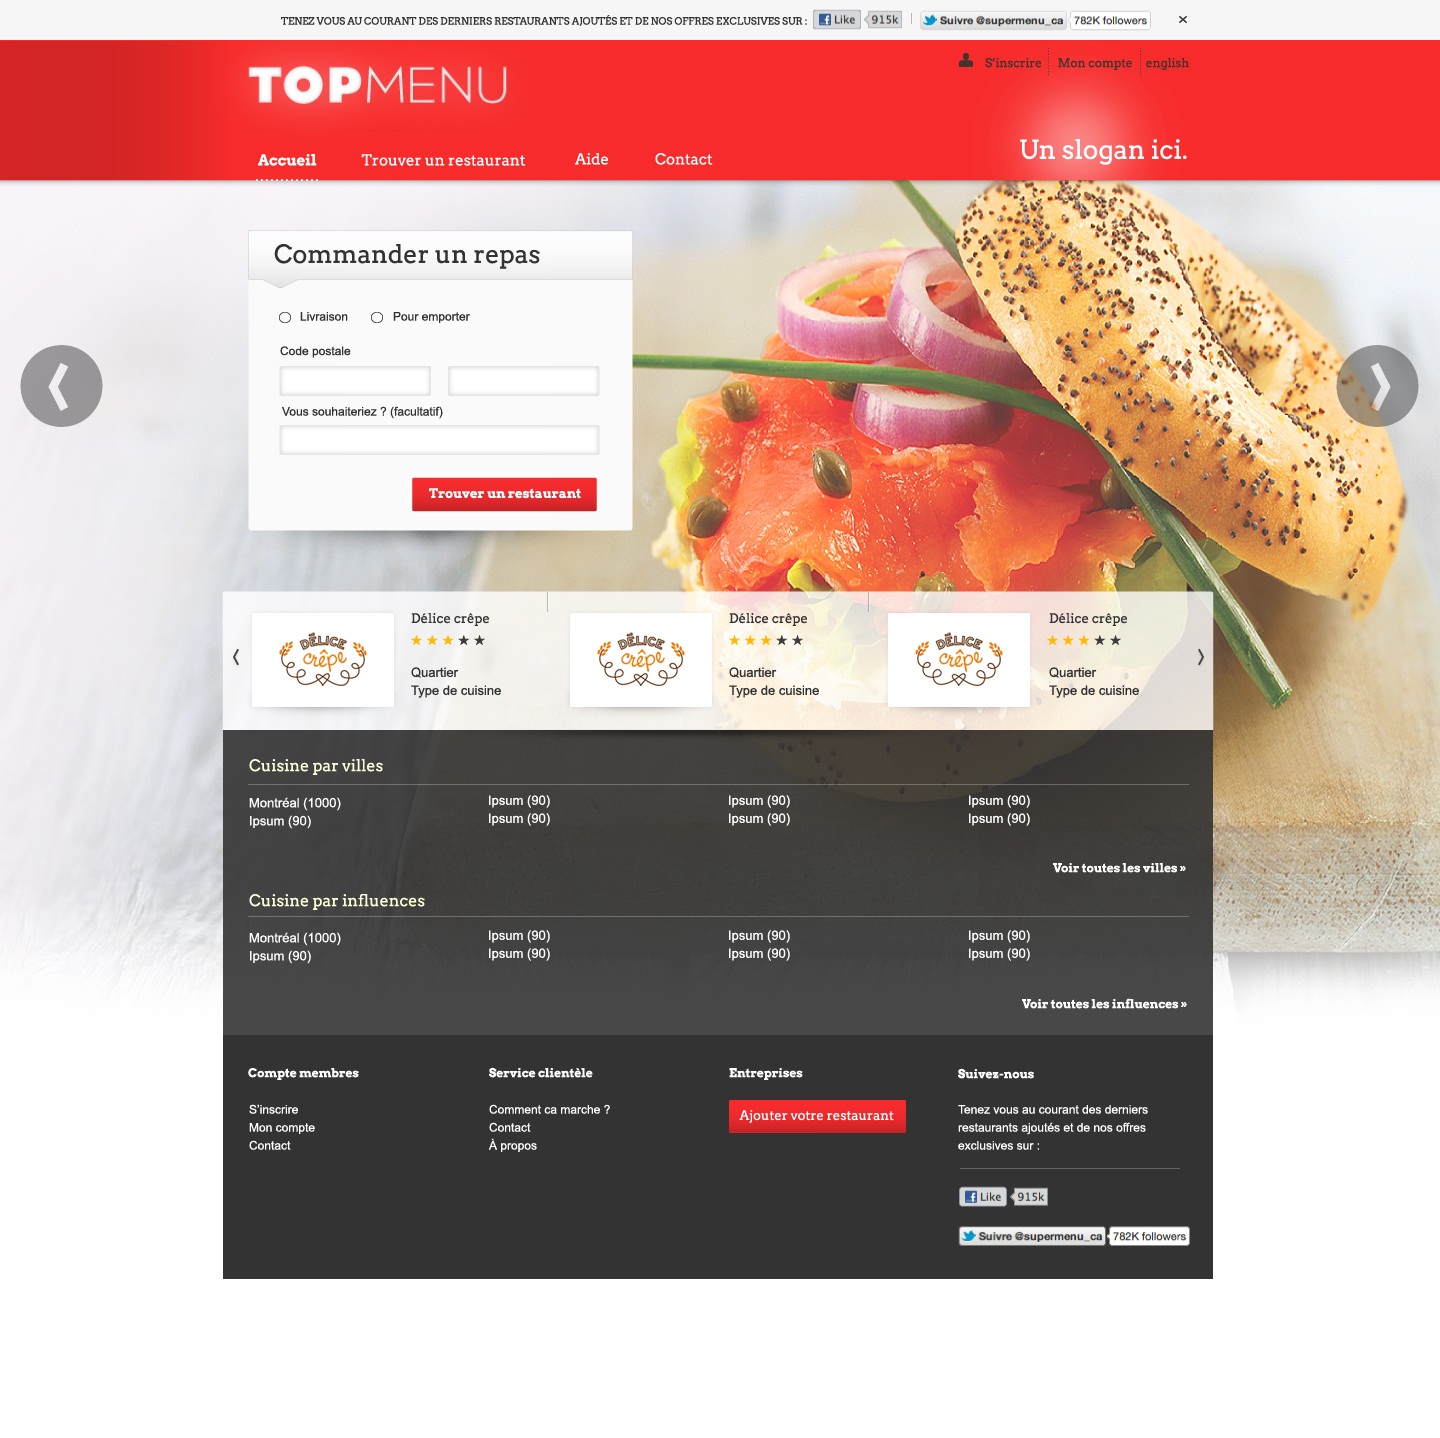 TENEZ VOUS AU COURANT DES DERNIERS RESTAURANTS AJOUTÉS ET DE NOS OFFRES EXCLUSIVES SUR : Like 915k Suivre @supermenu_ca 782K followers ×
S'inscrire Mon compte english
TOPMENU
Un slogan ici.
Accueil Trouver un restaurant Aide Contact
Commander un repas
Livraison Pour emporter
Code postale
Vous souhaiteriez ? (facultatif)
Trouver un restaurant
DÉLICE
crêpe
Délice crêpe
Quartier
Type de cuisine
DÉLICE
crêpe
Délice crêpe
Quartier
Type de cuisine
DÉLICE
crêpe
Délice crêpe
Quartier
Type de cuisine
Cuisine par villes
Montréal (1000) Ipsum (90) Ipsum (90) Ipsum (90)
Ipsum (90) Ipsum (90) Ipsum (90) Ipsum (90)
Voir toutes les villes »
Cuisine par influences
Montréal (1000) Ipsum (90) Ipsum (90) Ipsum (90)
Ipsum (90) Ipsum (90) Ipsum (90) Ipsum (90)
Voir toutes les influences »
Compte membres
S'inscrire
Mon compte
Contact
Service clientèle
Comment ca marche ?
Contact
À propos
Entreprises
Ajouter votre restaurant
Suivez-nous
Tenez vous au courant des derniers
restaurants ajoutés et de nos offres
exclusives sur :
Like 915k
Suivre @supermenu_ca 782K followers